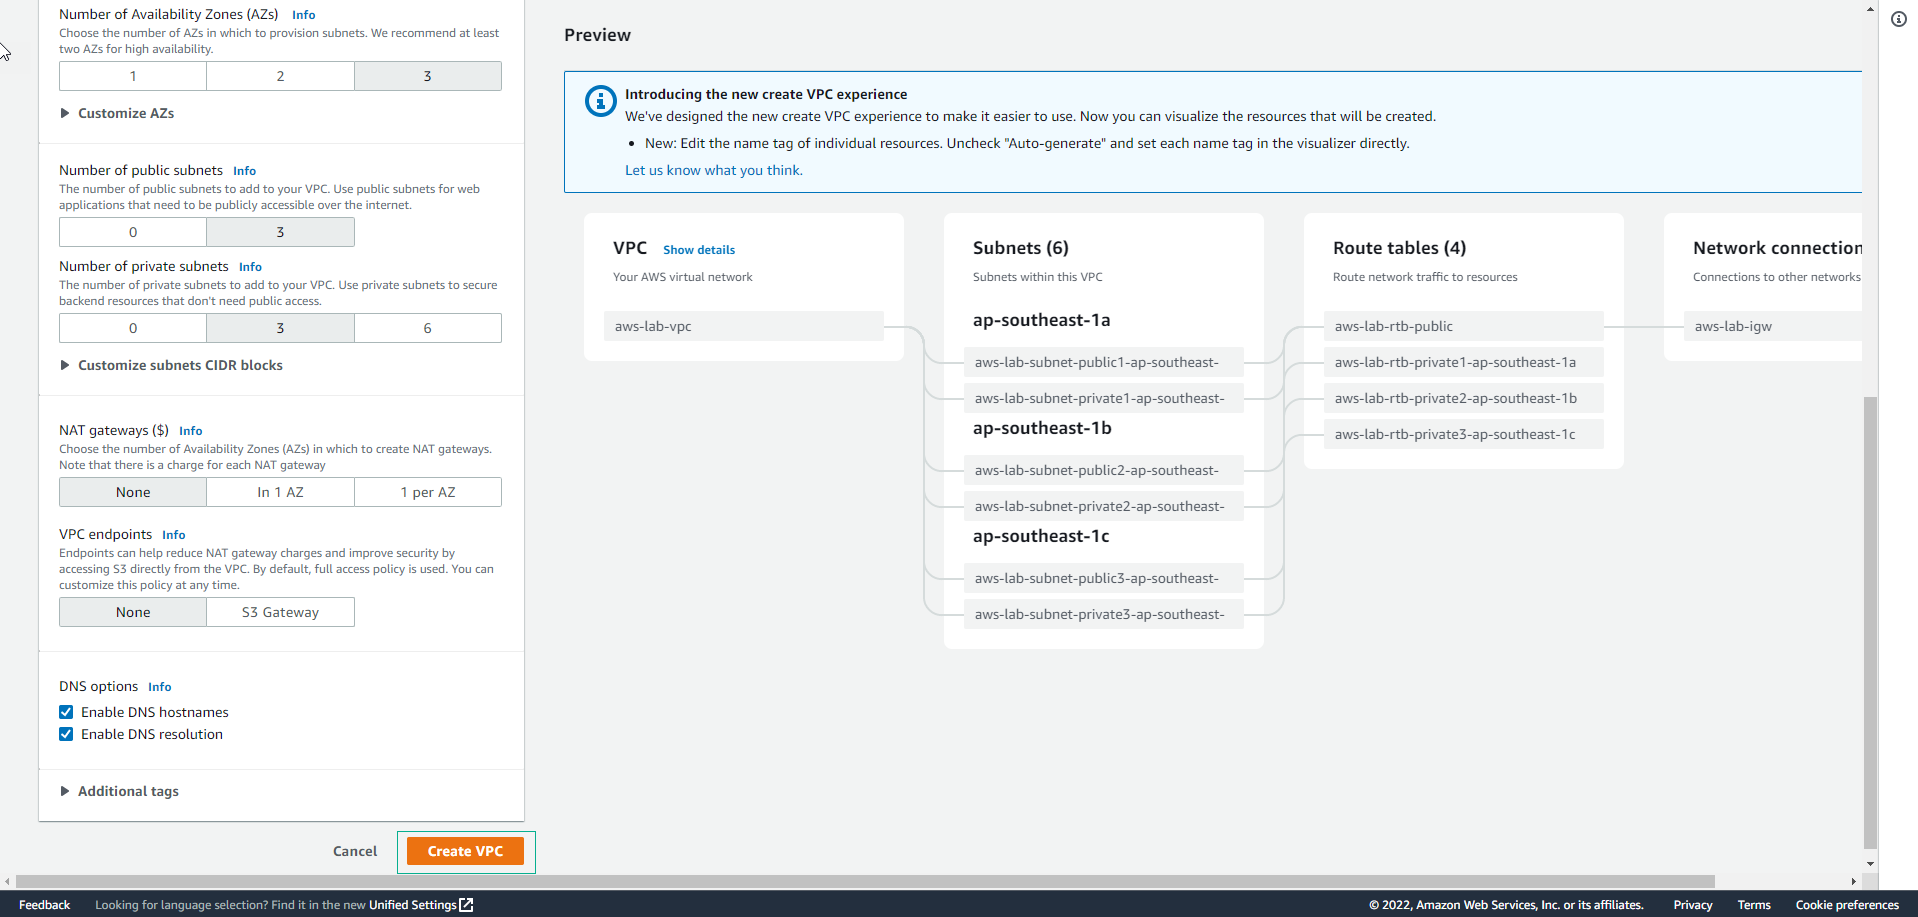 Number of Availability Zones (AZs) Info
Choose the number of AZs in which to provision subnets. We recommend at least
two AZs for high availability.
1 2 3
Customize AZs
Number of public subnets Info
The number of public subnets to add to your VPC. Use public subnets for web
applications that need to be publicly accessible over the internet.
0 3
Number of private subnets Info
The number of private subnets to add to your VPC. Use private subnets to secure
backend resources that don't need public access.
0 3 6
Customize subnets CIDR blocks
NAT gateways ($) Info
Choose the number of Availability Zones (AZs) in which to create NAT gateways.
Note that there is a charge for each NAT gateway
None In 1 AZ 1 per AZ
VPC endpoints Info
Endpoints can help reduce NAT gateway charges and improve security by
accessing S3 directly from the VPC. By default, full access policy is used. You can
customize this policy at any time.
None S3 Gateway
DNS options Info
Enable DNS hostnames
Enable DNS resolution
Additional tags
Cancel Create VPC
Preview
Introducing the new create VPC experience
We've designed the new create VPC experience to make it easier to use. Now you can visualize the resources that will be created.
• New: Edit the name tag of individual resources. Uncheck "Auto-generate" and set each name tag in the visualizer directly.
Let us know what you think.
VPC Show details
Your AWS virtual network
aws-lab-vpc
Subnets (6)
Subnets within this VPC
ap-southeast-1a
aws-lab-subnet-public1-ap-southeast-
aws-lab-subnet-private1-ap-southeast-
ap-southeast-1b
aws-lab-subnet-public2-ap-southeast-
aws-lab-subnet-private2-ap-southeast-
ap-southeast-1c
aws-lab-subnet-public3-ap-southeast-
aws-lab-subnet-private3-ap-southeast-
Route tables (4)
Route network traffic to resources
aws-lab-rtb-public
aws-lab-rtb-private1-ap-southeast-1a
aws-lab-rtb-private2-ap-southeast-1b
aws-lab-rtb-private3-ap-southeast-1c
Network connection
Connections to other networks
aws-lab-igw
Feedback Looking for language selection? Find it in the new Unified Settings © 2022, Amazon Web Services, Inc. or its affiliates. Privacy Terms Cookie preferences